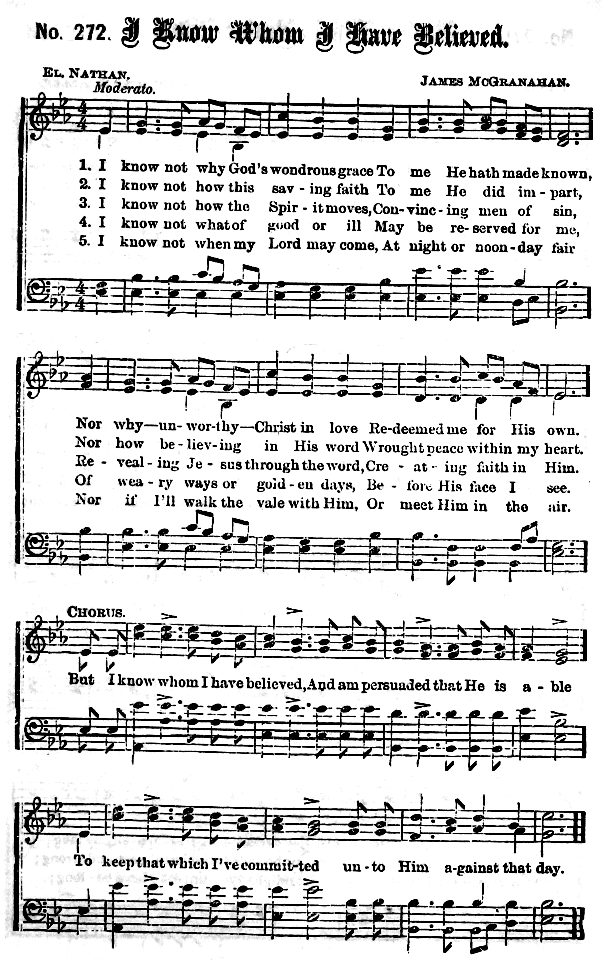 No. 272. I Know Whom I Have Believed.
EL. NATHAN.
JAMES McGRANAHAN.
Moderato.
1. I know not why God's wondrous grace To me He hath made known,
2. I know not how this sav - ing faith To me He did im - part,
3. I know not how the Spir - it moves, Con - vinc - ing men of sin,
4. I know not what of good or ill May be re - served for me,
5. I know not when my Lord may come, At night or noon - day fair
Nor why—un - wor - thy—Christ in love Re - deemed me for His own.
Nor how be - liev - ing in His word Wrought peace within my heart.
Re - veal - ing Je - sus through the word, Cre - at - ing faith in Him.
Of wea - ry ways or gold - en days, Be - fore His face I see.
Nor if I'll walk the vale with Him, Or meet Him in the air.
CHORUS.
But I know whom I have believed, And am persuaded that He is a - ble
To keep that which I've commit - ted un - to Him a - gainst that day.